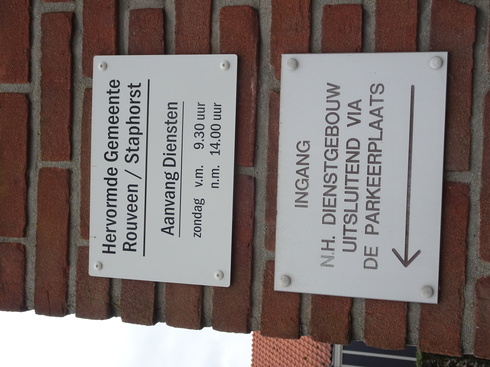 Hervormde Gemeente
Rouveen / Staphorst
Aanvang Diensten
zondag v.m. 9.30 uur
n.m. 14.00 uur
INGANG
N.H. DIENSTGEBOUW
UITSLUITEND VIA
DE PARKEERPLAATS